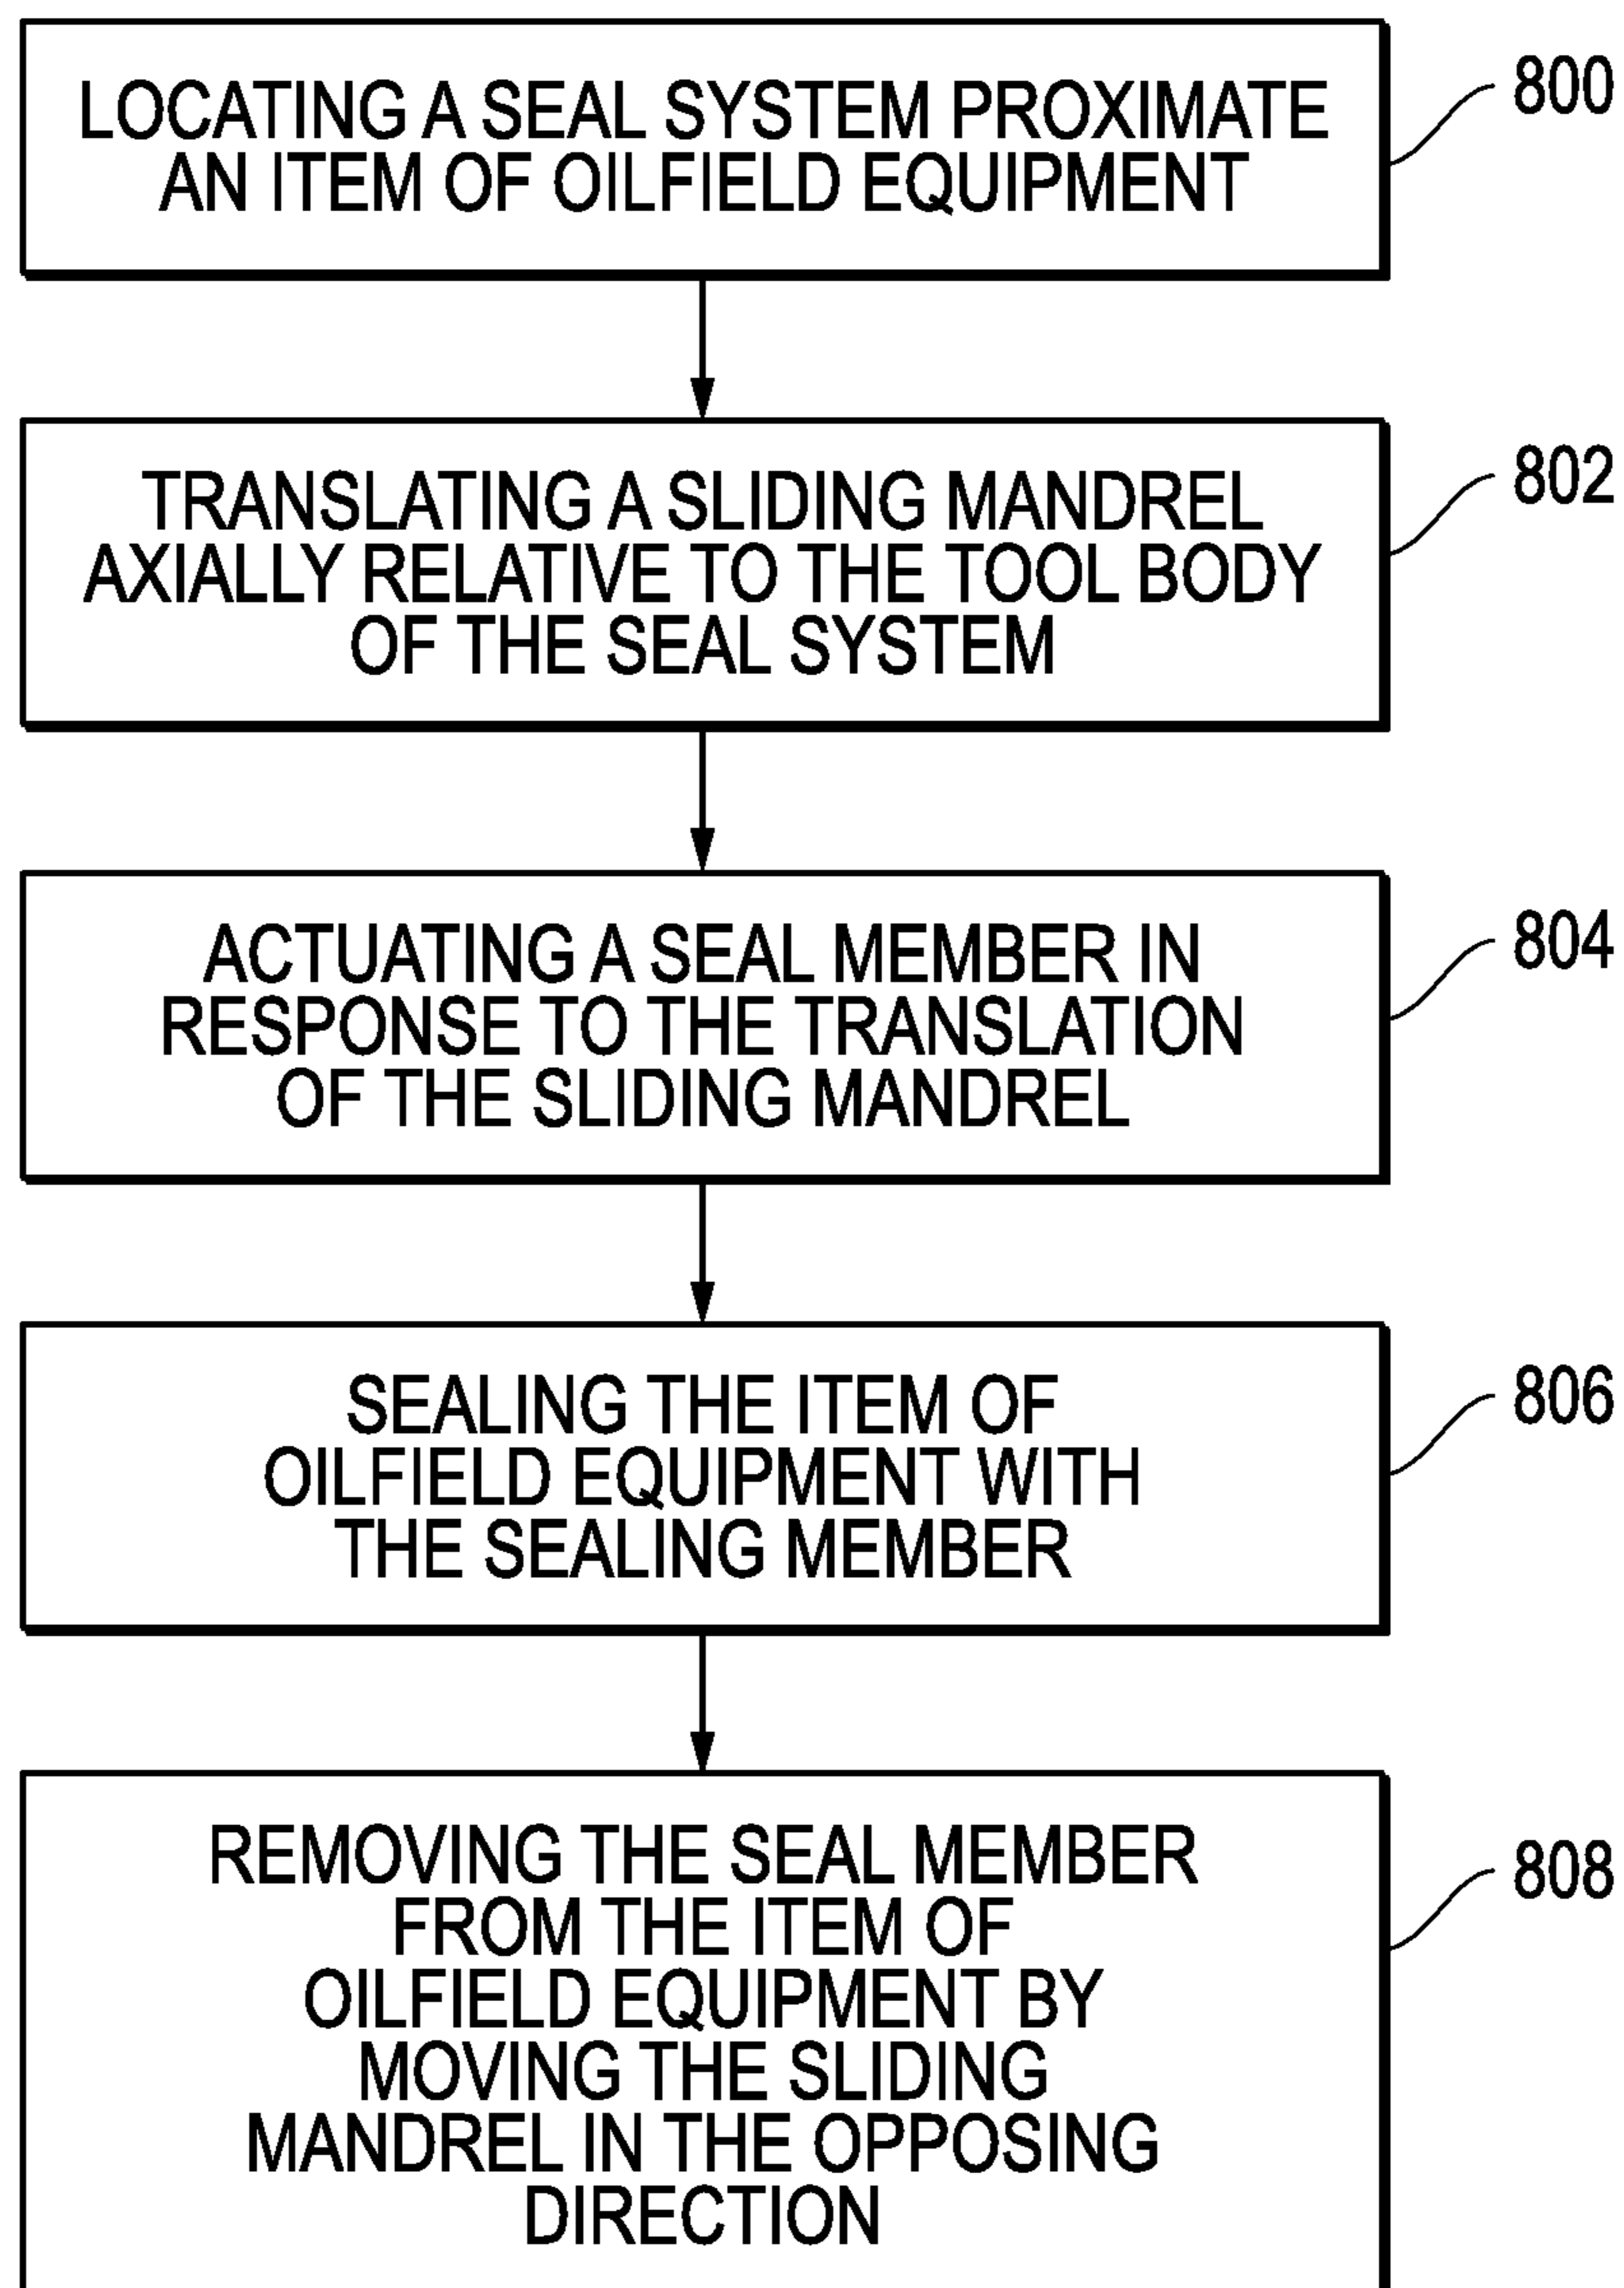 LOCATING A SEAL SYSTEM PROXIMATE
AN ITEM OF OILFIELD EQUIPMENT
800
TRANSLATING A SLIDING MANDREL
AXIALLY RELATIVE TO THE TOOL BODY
OF THE SEAL SYSTEM
802
ACTUATING A SEAL MEMBER IN
RESPONSE TO THE TRANSLATION
OF THE SLIDING MANDREL
804
SEALING THE ITEM OF
OILFIELD EQUIPMENT WITH
THE SEALING MEMBER
806
REMOVING THE SEAL MEMBER
FROM THE ITEM OF
OILFIELD EQUIPMENT BY
MOVING THE SLIDING
MANDREL IN THE OPPOSING
DIRECTION
808